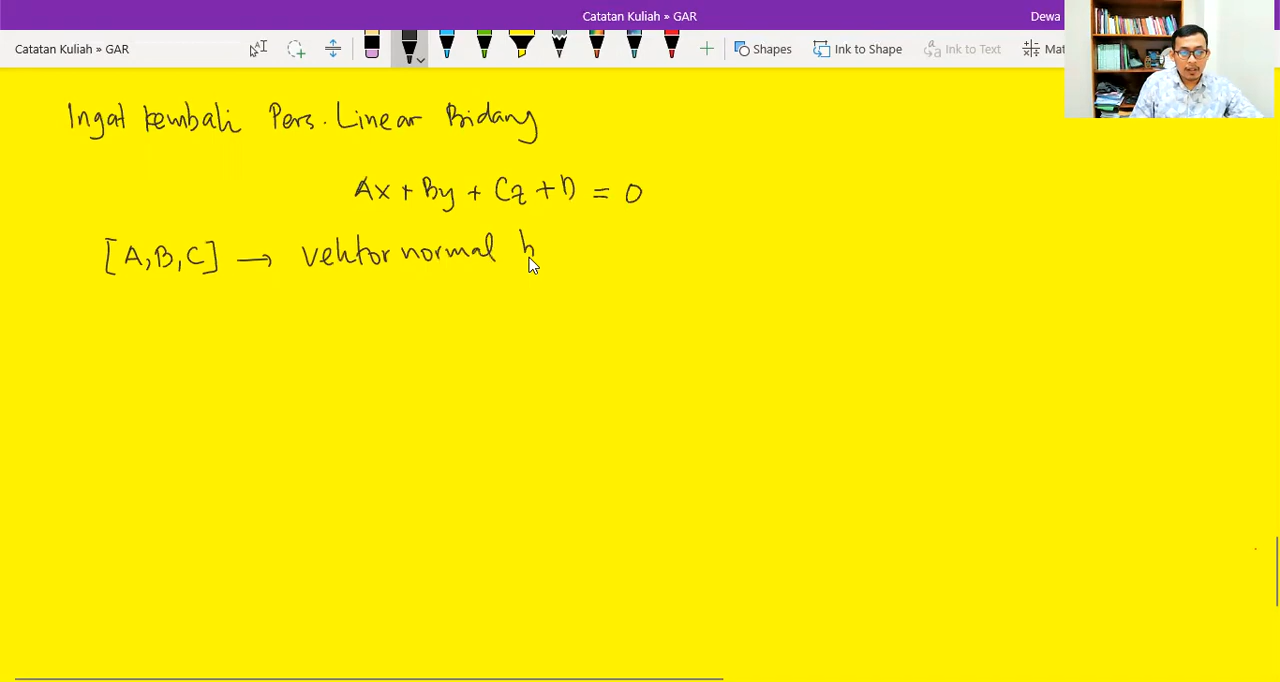 Catatan Kuliah » GAR
Dewa
Catatan Kuliah » GAR
Shapes
Ink to Shape
Ink to Text
Mat
Ingat kembali Pers. Linear Bidang
Ax + By + Cz + D = 0
[A, B, C] → vektor normal b